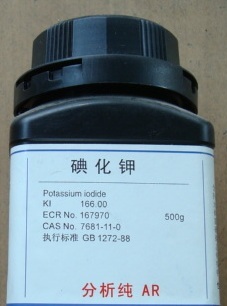 碘化钾
Potassium iodide
KI 166.00
ECR No. 167970 500g
CAS No. 7681-11-0
执行标准 GB 1272-88
分析纯 AR